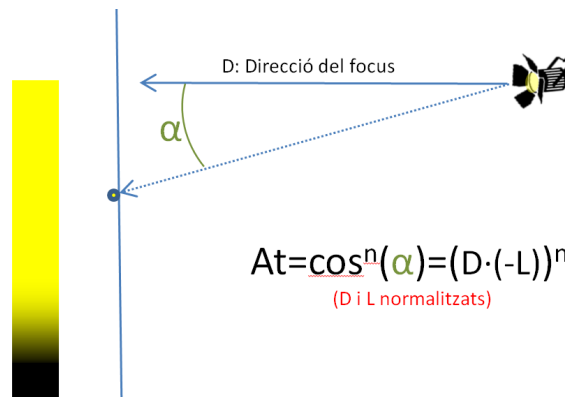 D: Direcció del focus
α
At=cosⁿ(α)=(D·(-L))ⁿ
(D i L normalitzats)